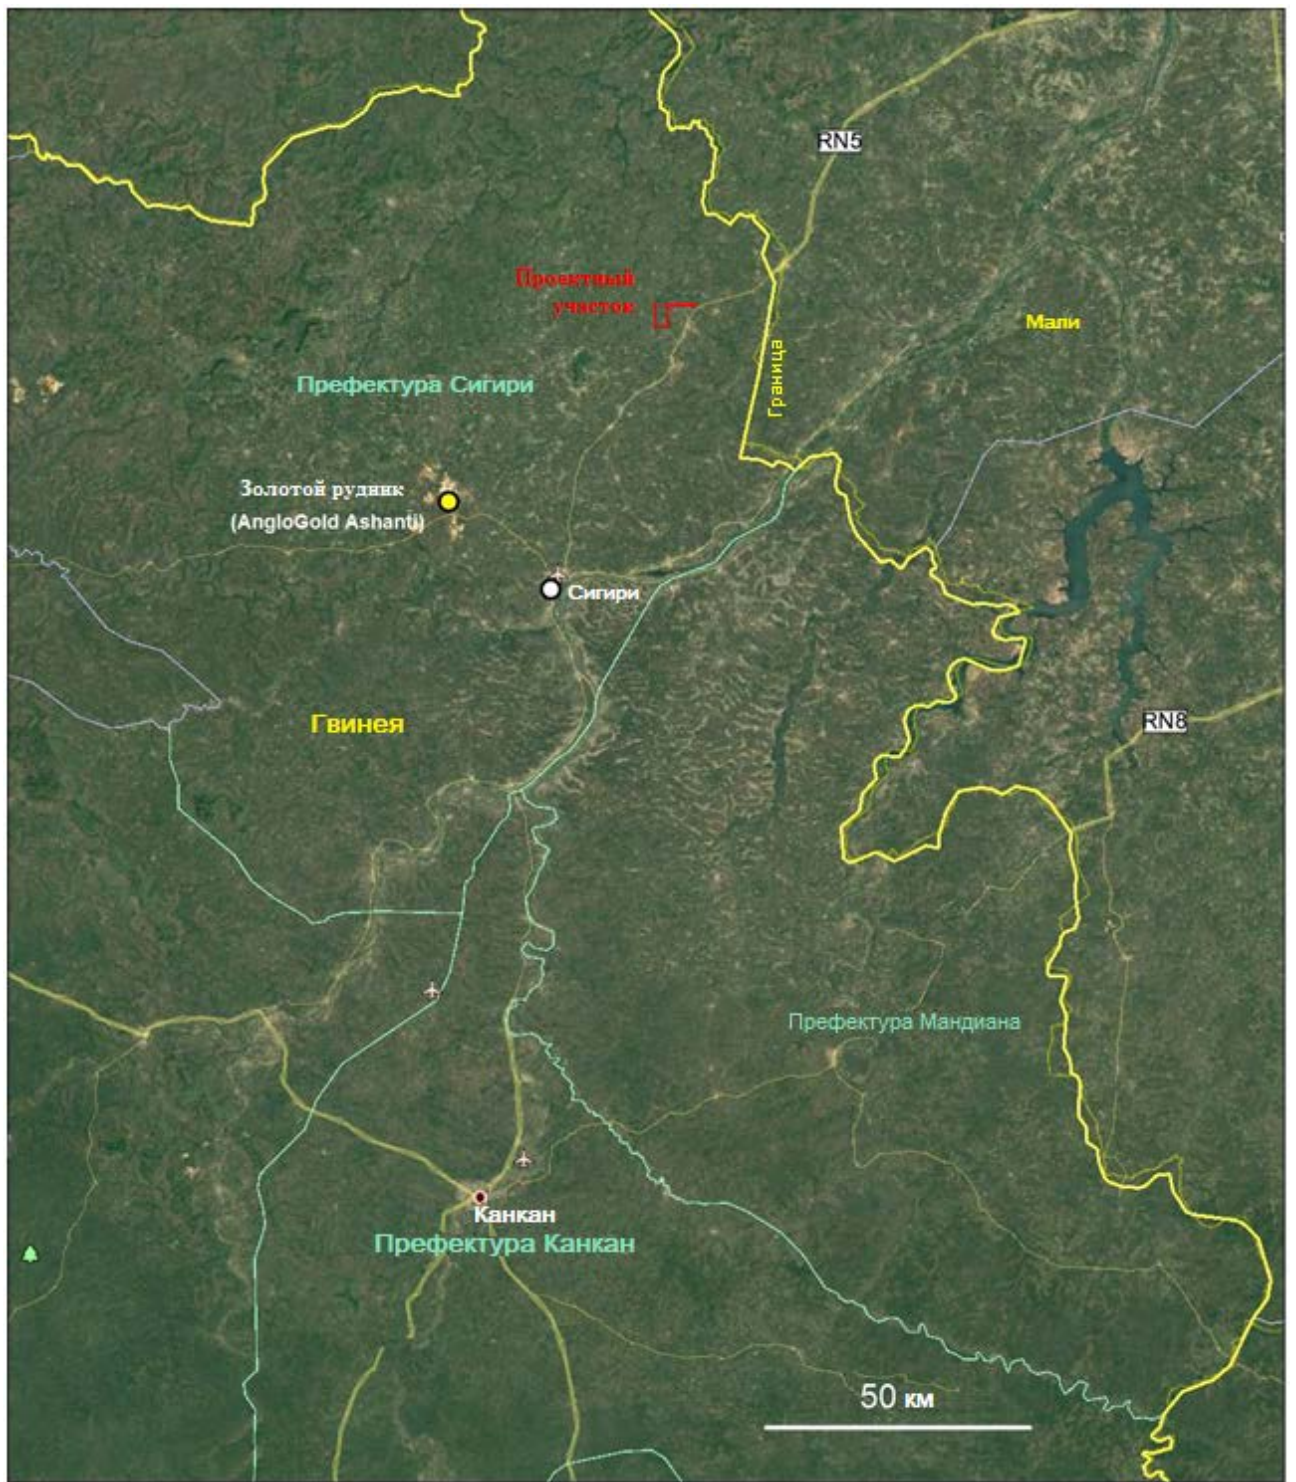 RN5
Проектный
участок
Мали
Граница
Префектура Сигири
Золотой рудник
(AngloGold Ashanti)
Сигири
Гвинея
RN8
Префектура Мандиана
Канкан
Префектура Канкан
50 км